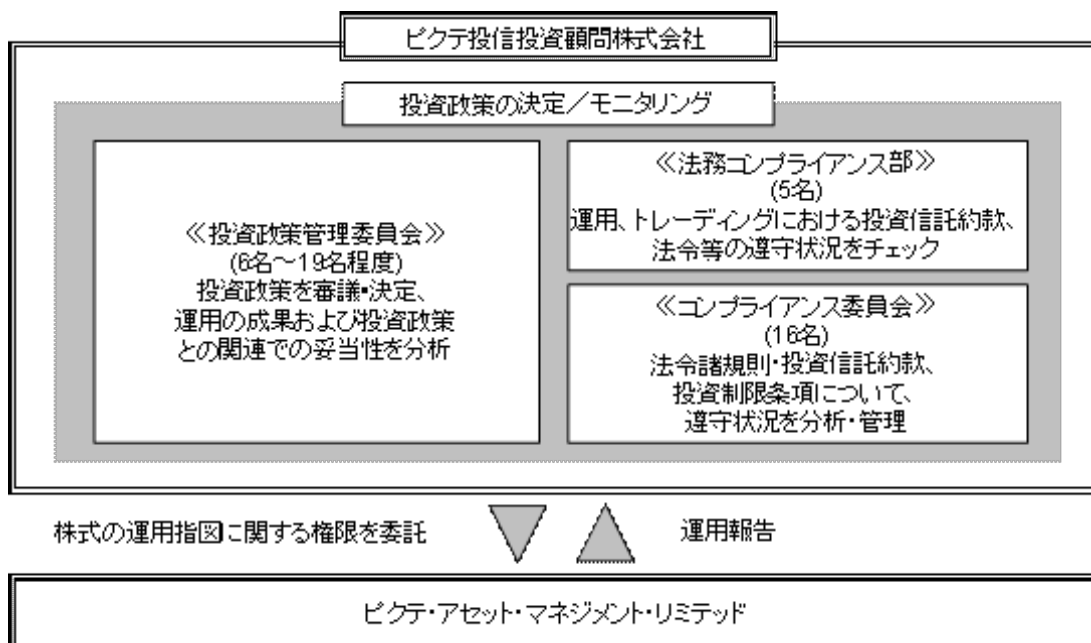 ピクテ投信投資顧問株式会社
投資政策の決定／モニタリング
≪投資政策管理委員会≫
(6名～19名程度)
投資政策を審議・決定、
運用の成果および投資政策
との関連での妥当性を分析
≪法務コンプライアンス部≫
(5名)
運用、トレーディングにおける投資信託約款、
法令等の遵守状況をチェック
≪コンプライアンス委員会≫
(16名)
法令諸規則・投資信託約款、
投資制限条項について、
遵守状況を分析・管理
株式の運用指図に関する権限を委託
運用報告
ピクテ・アセット・マネジメント・リミテッド